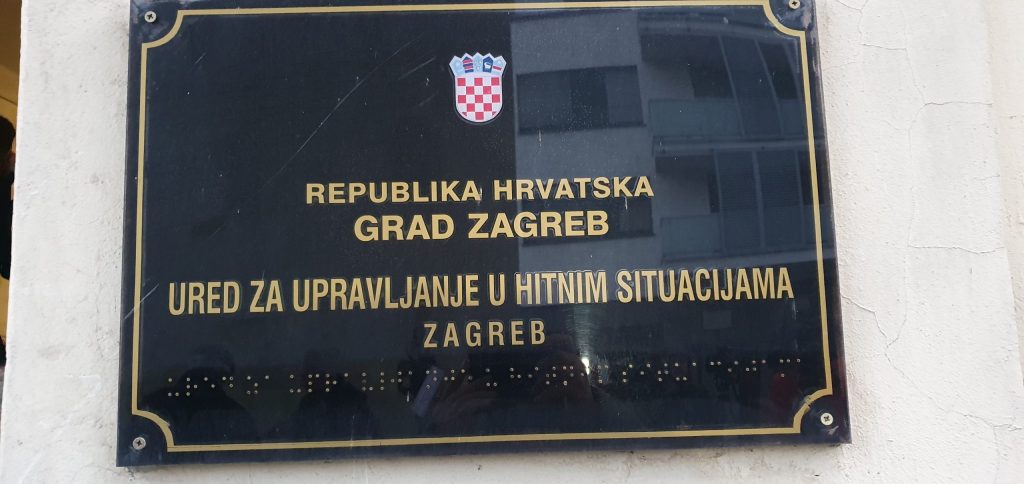 REPUBLIKA HRVATSKA
GRAD ZAGREB
URED ZA UPRAVLJANJE U HITNIM SITUACIJAMA
ZAGREB